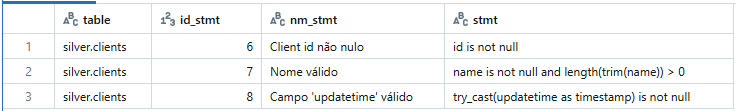 table id_stmt nm_stmt stmt
1 silver.clients 6 Client id não nulo id is not null
2 silver.clients 7 Nome válido name is not null and length(trim(name)) > 0
3 silver.clients 8 Campo 'updatetime' válido try_cast(updatetime as timestamp) is not null